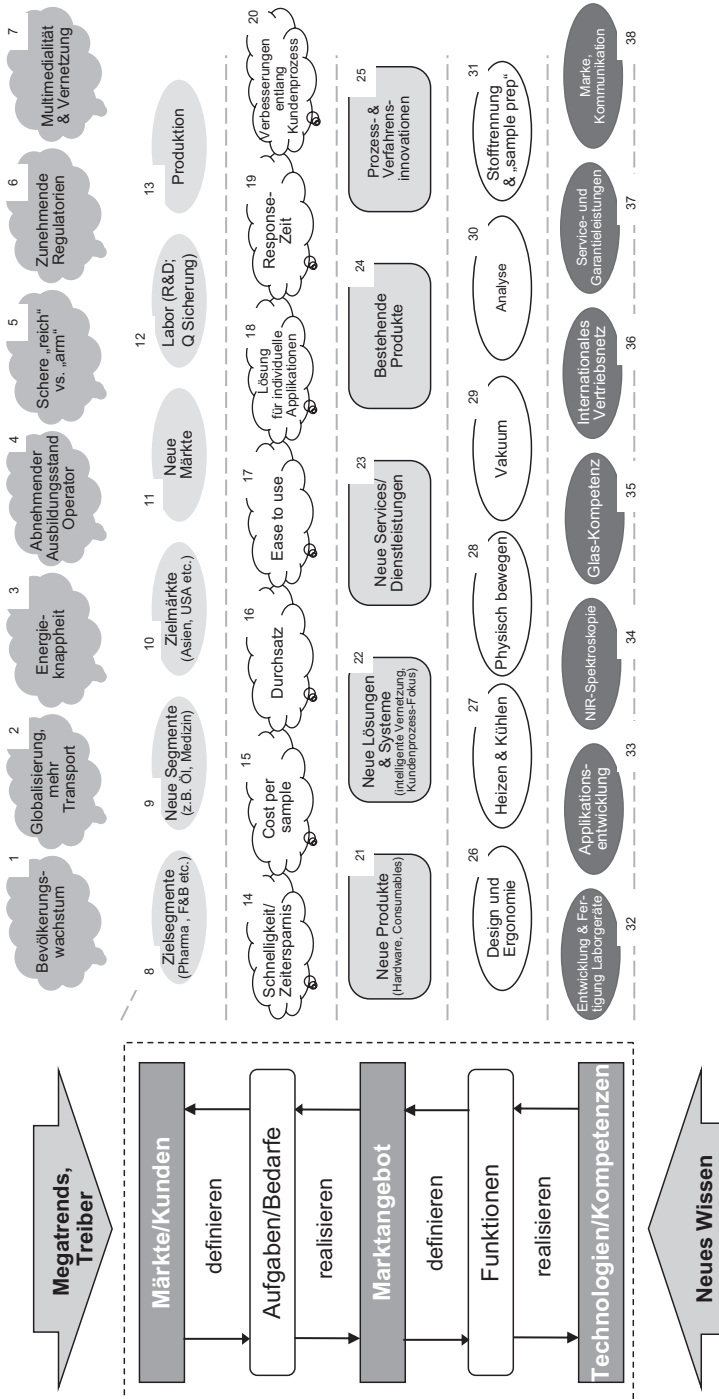 Megatrends,
Treiber
Märkte/Kunden
definieren
Aufgaben/Bedarfe
realisieren
Marktangebot
definieren
Funktionen
realisieren
Technologien/Kompetenzen
Neues Wissen
1
Bevölkerungs-
wachstum
2
Globalisierung,
mehr
Transport
3
Energie-
knappheit
4
Abnehmender
Ausbildungsstand
Operator
5
Schere „reich"
vs. „arm"
6
Zunehmende
Regulatorien
7
Multimedialität
& Vernetzung
8
Zielsegmente
(Pharma , F&B etc.)
9
Neue Segmente
(z.B. Öl, Medizin)
10
Zielmärkte
(Asien, USA etc.)
11
Neue
Märkte
12
Labor (R&D;
Q Sicherung)
13
Produktion
14
Schnelligkeit/
Zeitersparnis
15
Cost per
sample
16
Durchsatz
17
Ease to use
18
Lösung
für individuelle
Applikationen
19
Response-
Zeit
20
Verbesserungen
entlang
Kundenprozess
21
Neue Produkte
(Hardware, Consumables)
22
Neue Lösungen
& Systeme
(intelligente Vernetzung,
Kundenprozess-Fokus)
23
Neue Services/
Dienstleistungen
24
Bestehende
Produkte
25
Prozess- &
Verfahrens-
innovationen
26
Design und
Ergonomie
27
Heizen & Kühlen
28
Physisch bewegen
29
Vakuum
30
Analyse
31
Stofftrennung
& „sample prep"
32
Entwicklung & Fer-
tigung Laborgeräte
33
Applikations-
entwicklung
34
NIR-Spektroskopie
35
Glas-Kompetenz
36
Internationales
Vertriebsnetz
37
Service- und
Garantieleistungen
38
Marke,
Kommunikation